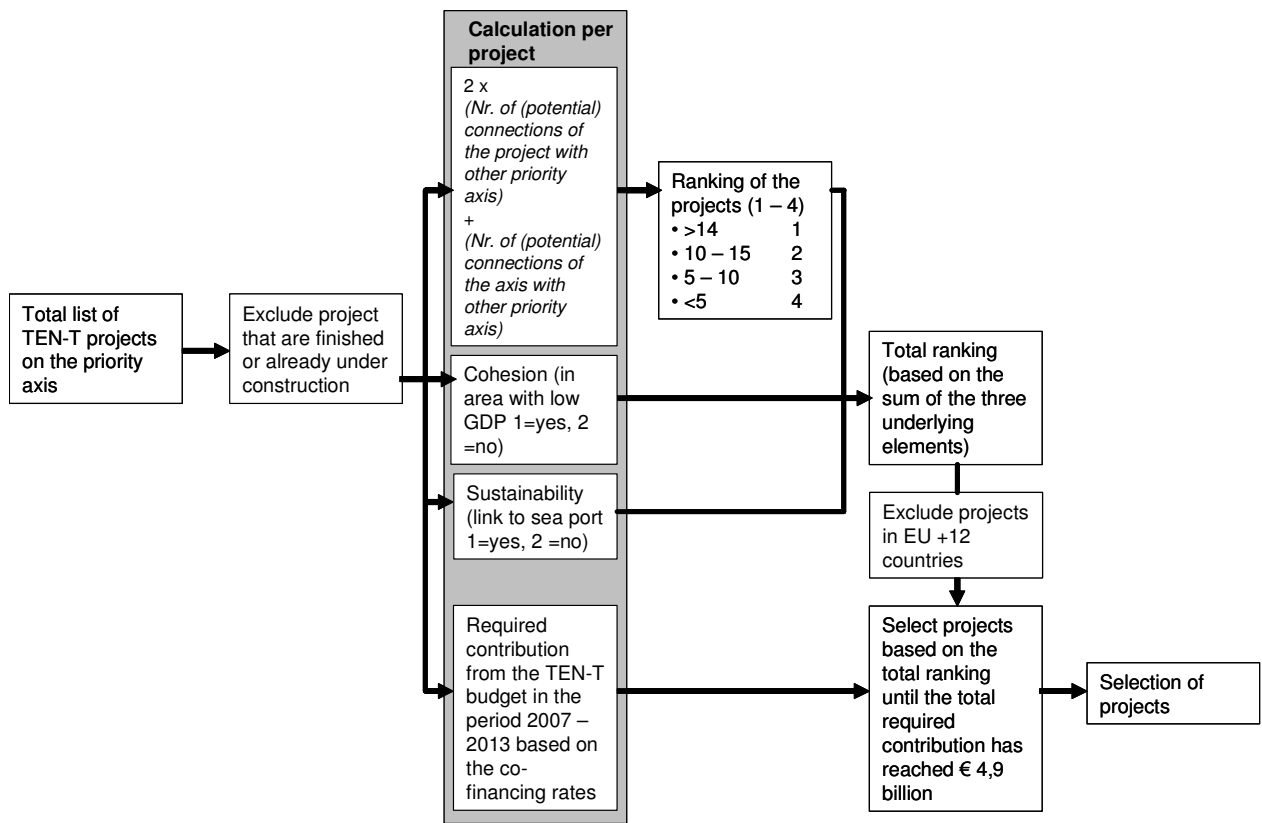 Total list of
TEN-T projects
on the priority
axis
Exclude project
that are finished
or already under
construction
Calculation per
project
2 x
(Nr. of (potential)
connections of
the project with
other priority
axis)
+
(Nr. of (potential)
connections of
the axis with
other priority
axis)
Cohesion (in
area with low
GDP 1=yes, 2
=no)
Sustainability
(link to sea port
1=yes, 2 =no)
Required
contribution
from the TEN-T
budget in the
period 2007 –
2013 based on
the co-
financing rates
Ranking of the
projects (1 – 4)
• >14 1
• 10 – 15 2
• 5 – 10 3
• <5 4
Total ranking
(based on the
sum of the three
underlying
elements)
Exclude projects
in EU +12
countries
Select projects
based on the
total ranking
until the total
required
contribution has
reached € 4,9
billion
Selection of
projects